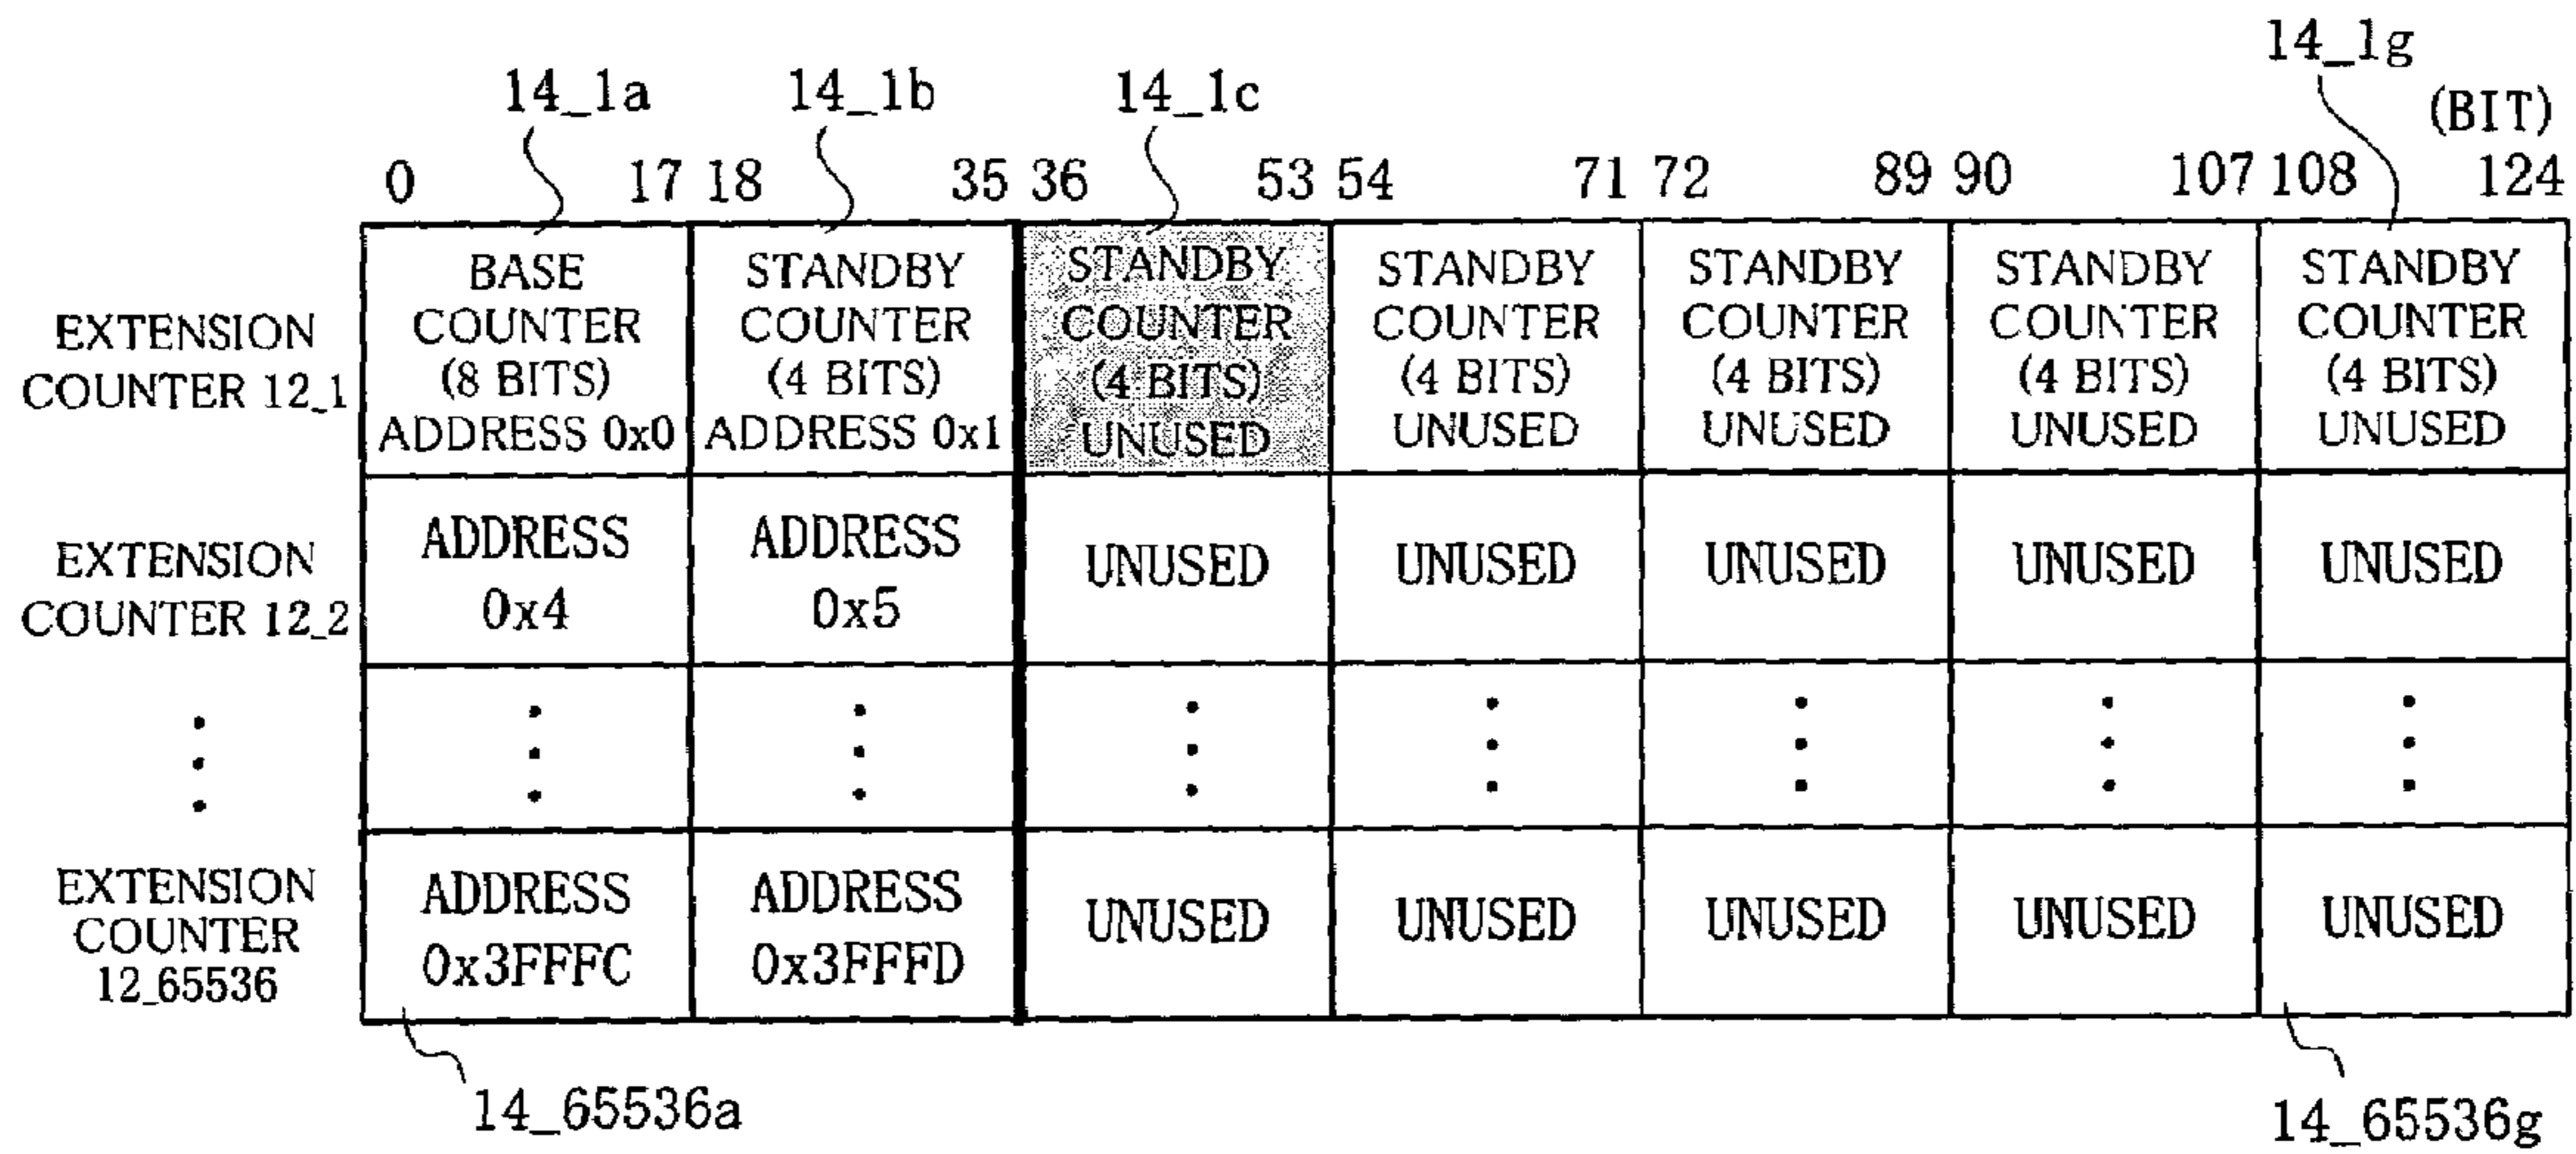 14_1g
14_1a 14_1b 14_1c (BIT)
0 17 18 35 36 53 54 71 72 89 90 107 108 124
EXTENSION
COUNTER 12_1
BASE
COUNTER
(8 BITS)
ADDRESS 0x0
STANDBY
COUNTER
(4 BITS)
ADDRESS 0x1
STANDBY
COUNTER
(4 BITS)
UNUSED
STANDBY
COUNTER
(4 BITS)
UNUSED
STANDBY
COUNTER
(4 BITS)
UNUSED
STANDBY
COUNTER
(4 BITS)
UNUSED
STANDBY
COUNTER
(4 BITS)
UNUSED
EXTENSION
COUNTER 12_2
ADDRESS
0x4
ADDRESS
0x5
UNUSED
UNUSED
UNUSED
UNUSED
UNUSED
EXTENSION
COUNTER
12_65536
ADDRESS
0x3FFFC
ADDRESS
0x3FFFD
UNUSED
UNUSED
UNUSED
UNUSED
UNUSED
14_65536a
14_65536g